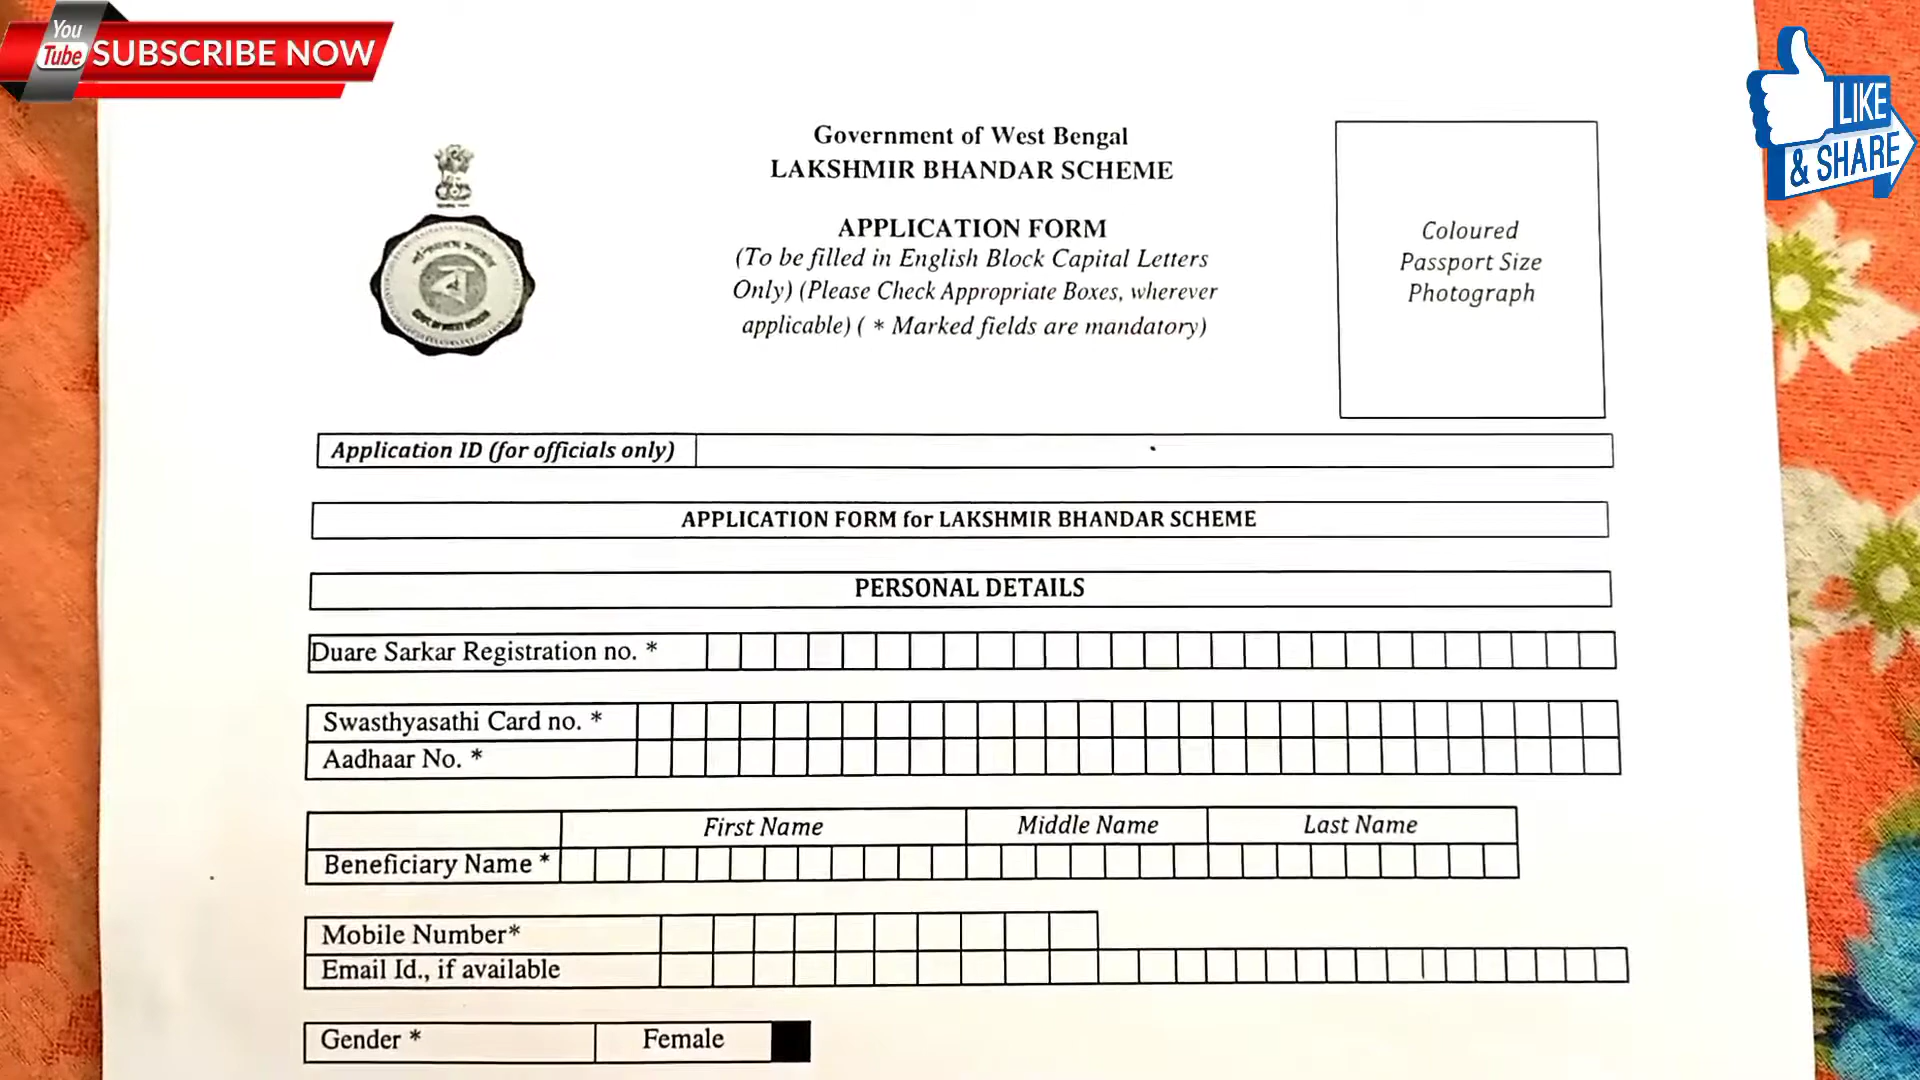 You
Tube
SUBSCRIBE NOW
LIKE
& SHARE
Government of West Bengal
LAKSHMIR BHANDAR SCHEME
APPLICATION FORM
(To be filled in English Block Capital Letters
Only) (Please Check Appropriate Boxes, wherever
applicable) ( * Marked fields are mandatory)
Coloured
Passport Size
Photograph
Application ID (for officials only)
APPLICATION FORM for LAKSHMIR BHANDAR SCHEME
PERSONAL DETAILS
Duare Sarkar Registration no. *
Swasthyasathi Card no. *
Aadhaar No. *
First Name Middle Name Last Name
Beneficiary Name *
Mobile Number*
Email Id., if available
Gender * Female